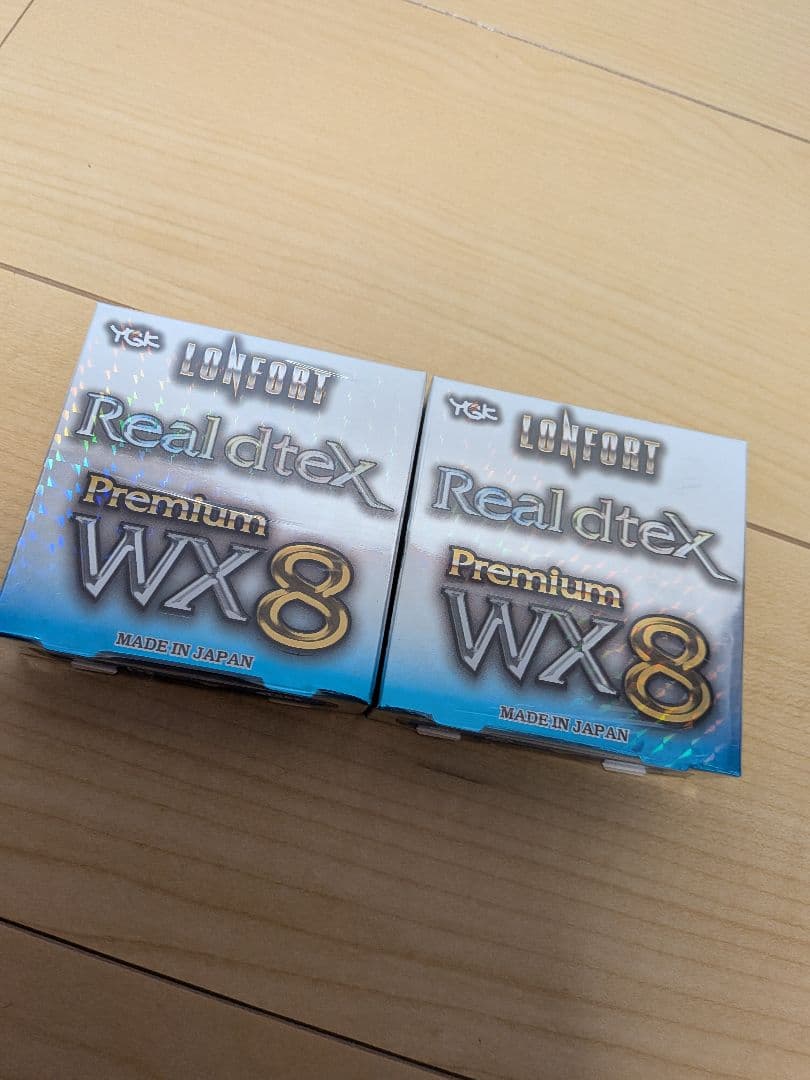 YGK
LONFORT
Real dteX
Premium
WX8
MADE IN JAPAN
YGK
LONFORT
Real dteX
Premium
WX8
MADE IN JAPAN